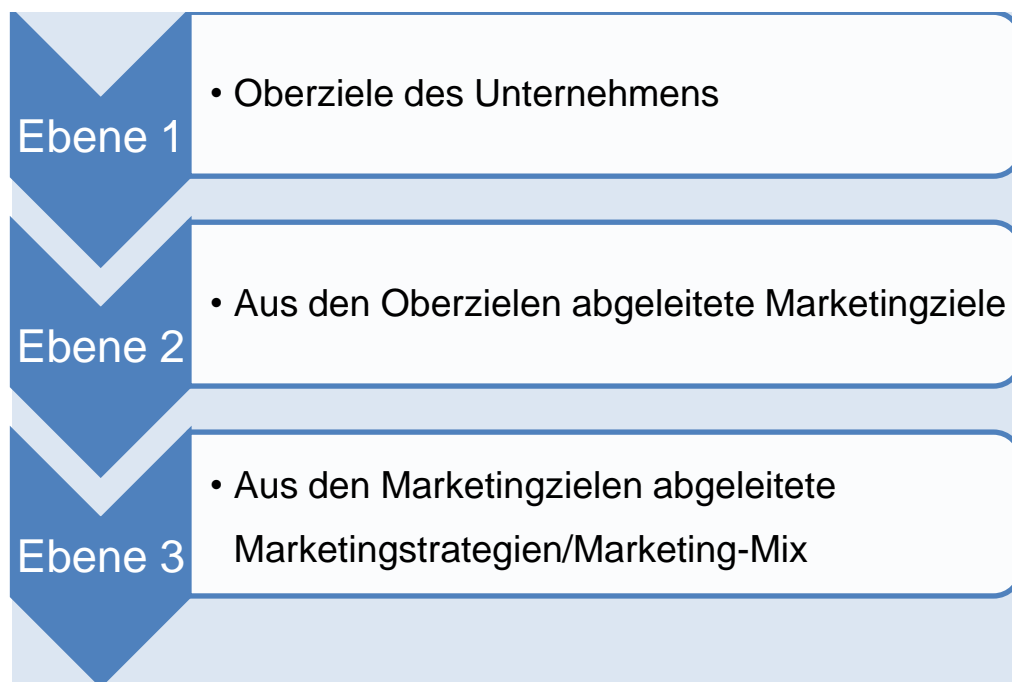 Ebene 1
• Oberziele des Unternehmens
Ebene 2
• Aus den Oberzielen abgeleitete Marketingziele
Ebene 3
• Aus den Marketingzielen abgeleitete
Marketingstrategien/Marketing-Mix